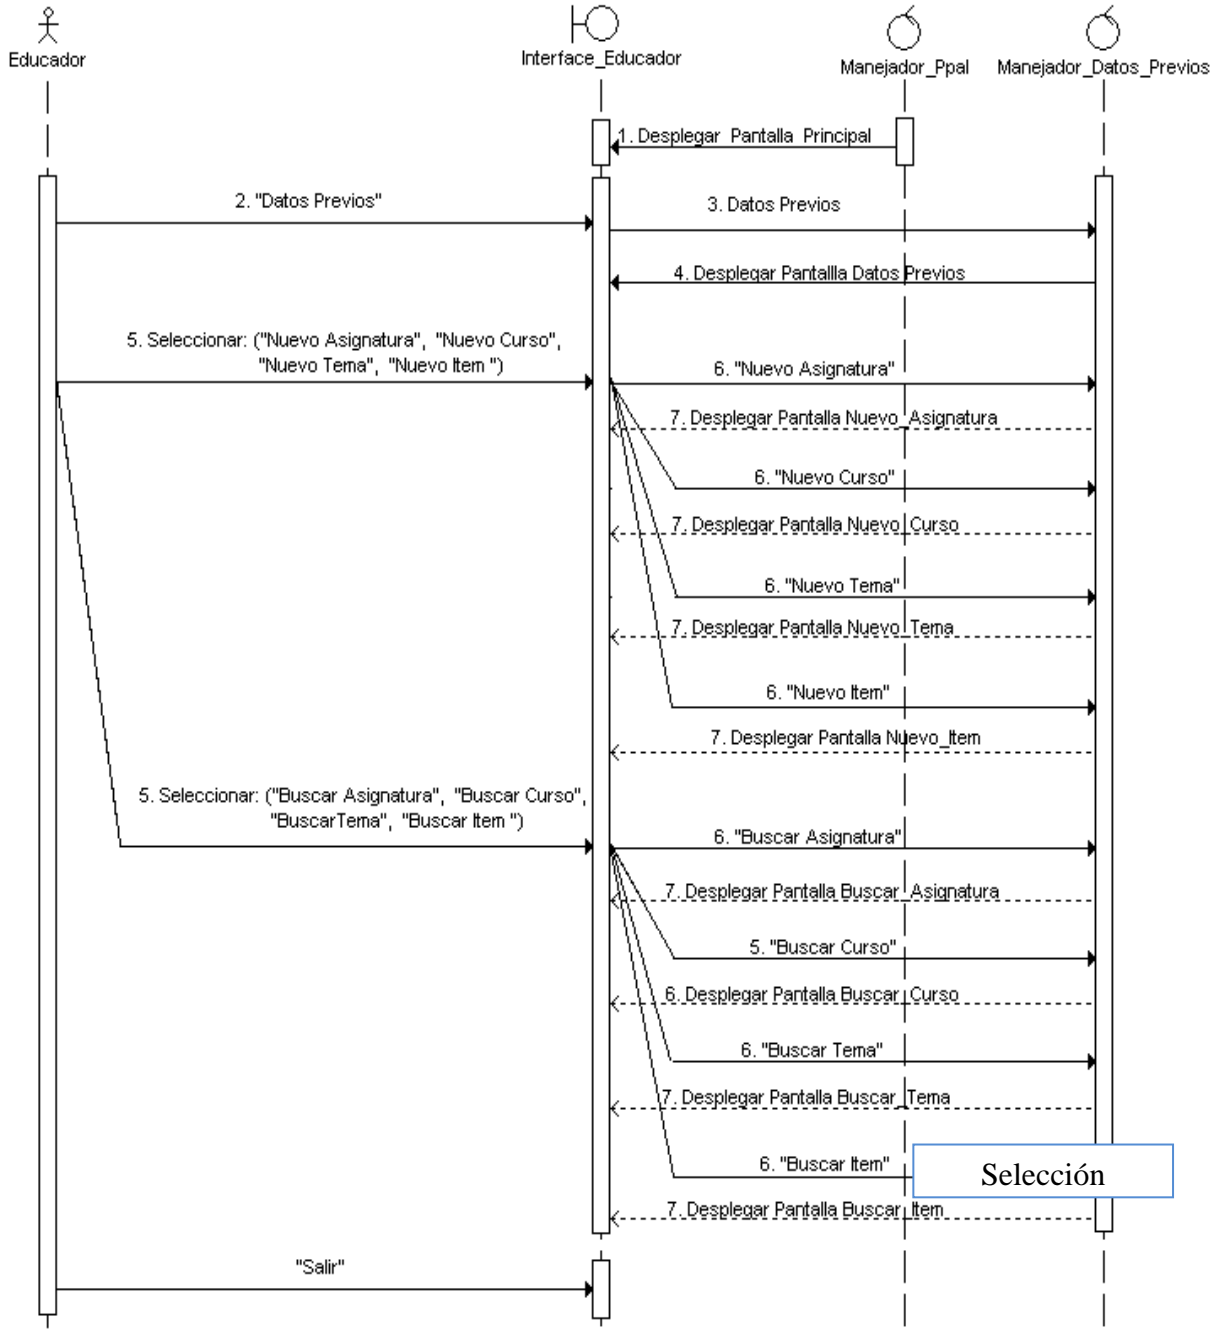 Educador
Interface_Educador
Manejador_Ppal
Manejador_Datos_Previos
1. Desplegar Pantalla Principal
2. "Datos Previos"
3. Datos Previos
4. Desplegar Pantallla Datos Previos
5. Seleccionar: ("Nuevo Asignatura", "Nuevo Curso",
"Nuevo Tema", "Nuevo Item ")
6. "Nuevo Asignatura"
7. Desplegar Pantalla Nuevo_Asignatura
6. "Nuevo Curso"
7. Desplegar Pantalla Nuevo_Curso
6. "Nuevo Tema"
7. Desplegar Pantalla Nuevo_Tema
6. "Nuevo Item"
7. Desplegar Pantalla Nuevo_Item
5. Seleccionar: ("Buscar Asignatura", "Buscar Curso",
"BuscarTema", "Buscar Item ")
6. "Buscar Asignatura"
7. Desplegar Pantalla Buscar_Asignatura
5. "Buscar Curso"
6. Desplegar Pantalla Buscar_Curso
6. "Buscar Tema"
7. Desplegar Pantalla Buscar_Tema
6. "Buscar Item"
Selección
7. Desplegar Pantalla Buscar_Item
"Salir"